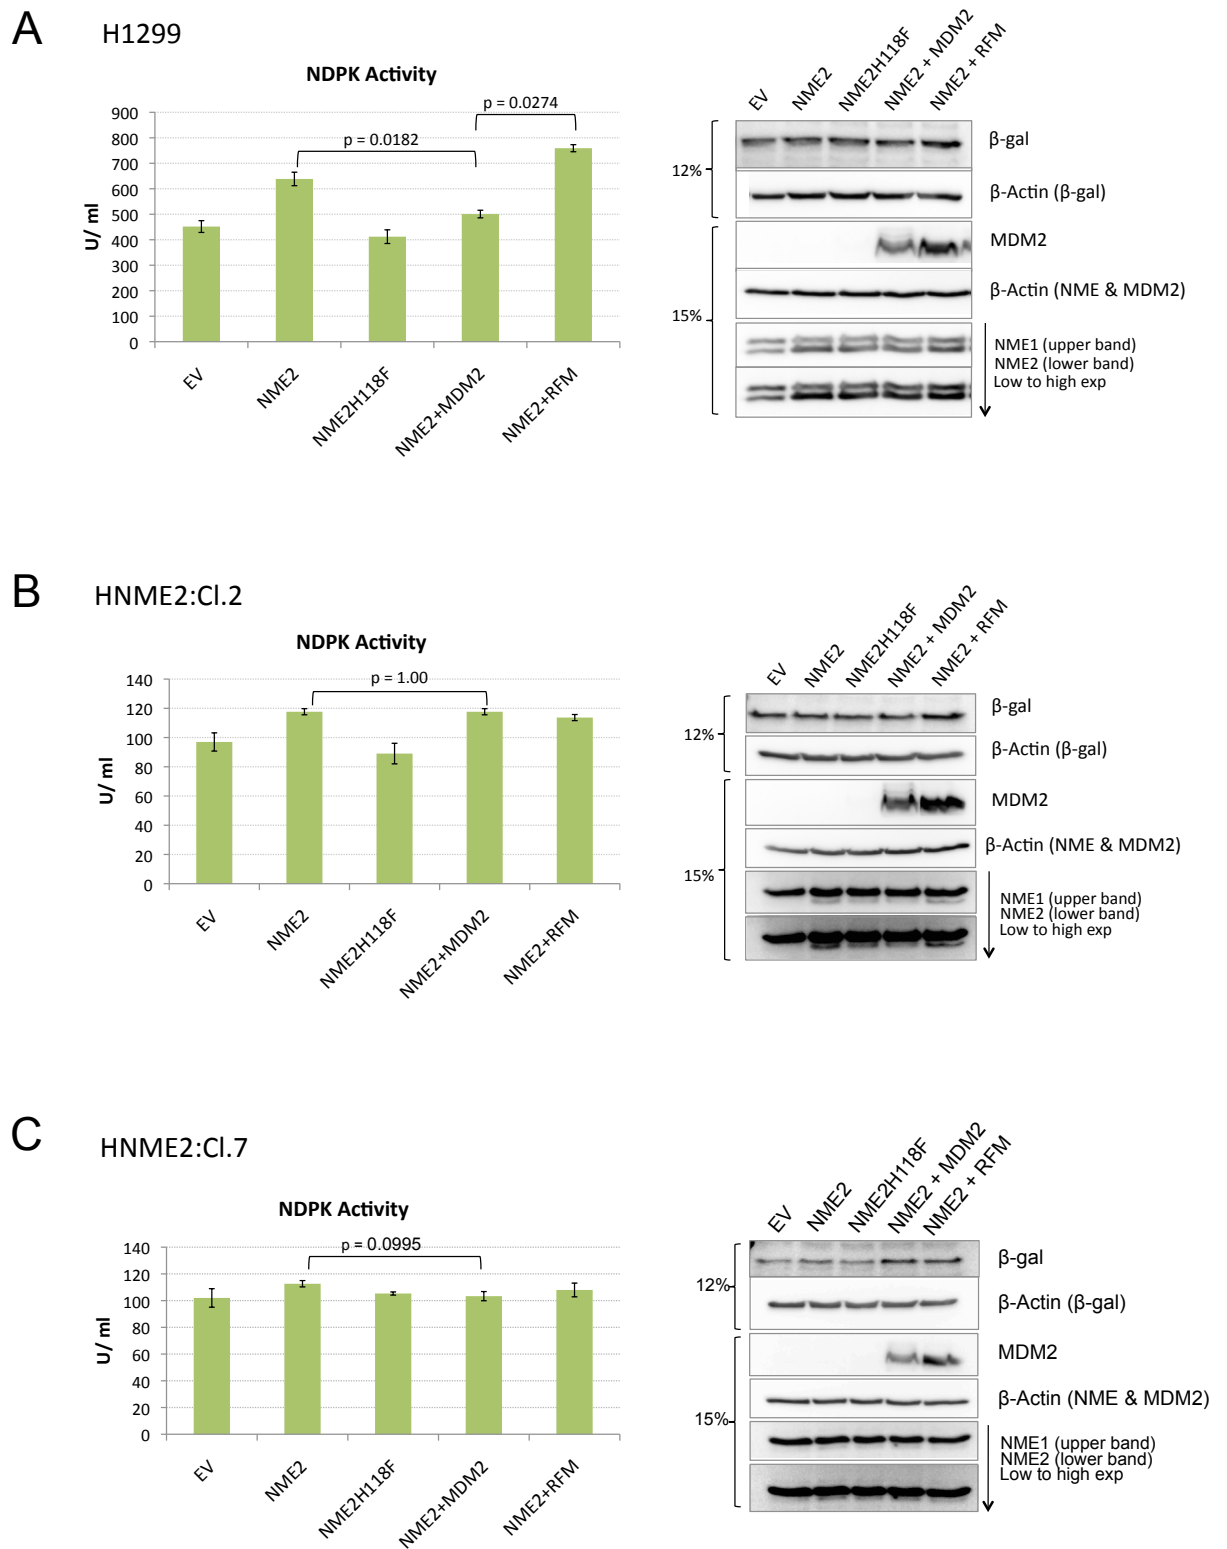 A
H1299
NDPK Activity
U/ ml
900
800
700
600
500
400
300
200
100
0
p = 0.0182
p = 0.0274
EV
NME2
NME2H118F
NME2+MDM2
NME2+RFM
EV
NME2
NME2H118F
NME2 + MDM2
NME2 + RFM
12%
15%
β-gal
β-Actin (β-gal)
MDM2
β-Actin (NME & MDM2)
NME1 (upper band)
NME2 (lower band)
Low to high exp
B
HNME2:Cl.2
NDPK Activity
U/ ml
140
120
100
80
60
40
20
0
p = 1.00
EV
NME2
NME2H118F
NME2+MDM2
NME2+RFM
EV
NME2
NME2H118F
NME2 + MDM2
NME2 + RFM
12%
15%
β-gal
β-Actin (β-gal)
MDM2
β-Actin (NME & MDM2)
NME1 (upper band)
NME2 (lower band)
Low to high exp
C
HNME2:Cl.7
NDPK Activity
U/ ml
140
120
100
80
60
40
20
0
p = 0.0995
EV
NME2
NME2H118F
NME2+MDM2
NME2+RFM
EV
NME2
NME2H118F
NME2 + MDM2
NME2 + RFM
12%
15%
β-gal
β-Actin (β-gal)
MDM2
β-Actin (NME & MDM2)
NME1 (upper band)
NME2 (lower band)
Low to high exp